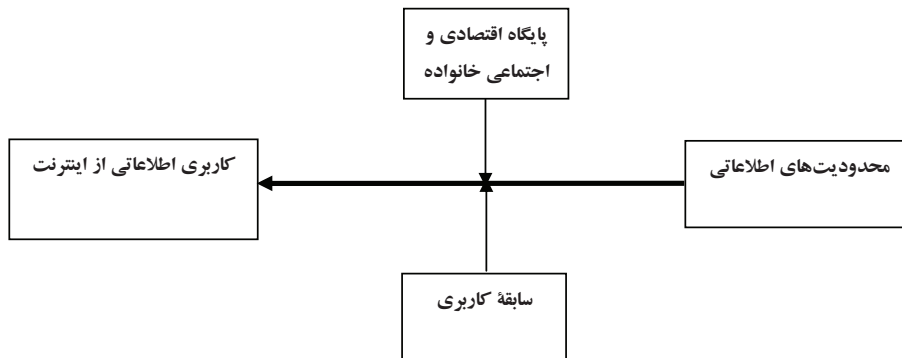 پایگاه اقتصادی و
اجتماعی خانواده
محدودیت‌های اطلاعاتی
کاربری اطلاعاتی از اینترنت
سابقهٔ کاربری